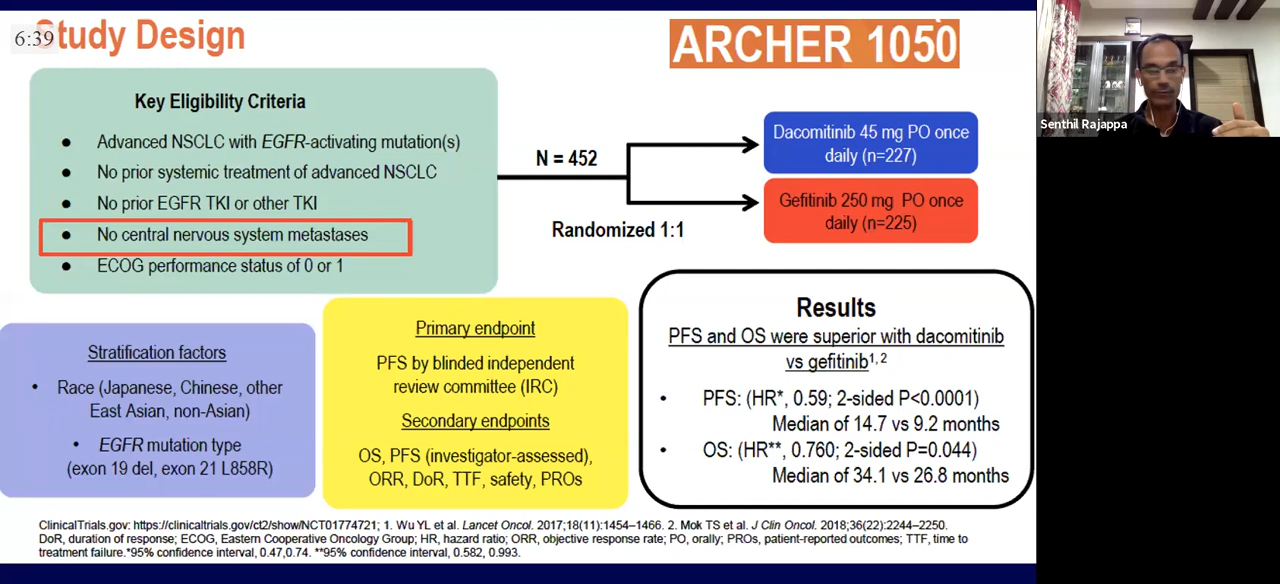 6:39
Study Design
ARCHER 1050
Senthil Rajappa
Key Eligibility Criteria
• Advanced NSCLC with EGFR-activating mutation(s)
• No prior systemic treatment of advanced NSCLC
• No prior EGFR TKI or other TKI
• No central nervous system metastases
• ECOG performance status of 0 or 1
N = 452
Randomized 1:1
Dacomitinib 45 mg PO once
daily (n=227)
Gefitinib 250 mg PO once
daily (n=225)
Stratification factors
• Race (Japanese, Chinese, other
East Asian, non-Asian)
• EGFR mutation type
(exon 19 del, exon 21 L858R)
Primary endpoint
PFS by blinded independent
review committee (IRC)
Secondary endpoints
OS, PFS (investigator-assessed),
ORR, DoR, TTF, safety, PROs
Results
PFS and OS were superior with dacomitinib
vs gefitinib1,2
• PFS: (HR*, 0.59; 2-sided P<0.0001)
Median of 14.7 vs 9.2 months
• OS: (HR**, 0.760; 2-sided P=0.044)
Median of 34.1 vs 26.8 months
ClinicalTrials.gov: https://clinicaltrials.gov/ct2/show/NCT01774721; 1. Wu YL et al. Lancet Oncol. 2017;18(11):1454–1466. 2. Mok TS et al. J Clin Oncol. 2018;36(22):2244–2250.
DoR, duration of response; ECOG, Eastern Cooperative Oncology Group; HR, hazard ratio; ORR, objective response rate; PO, orally; PROs, patient-reported outcomes; TTF, time to
treatment failure.*95% confidence interval, 0.47,0.74. **95% confidence interval, 0.582, 0.993.